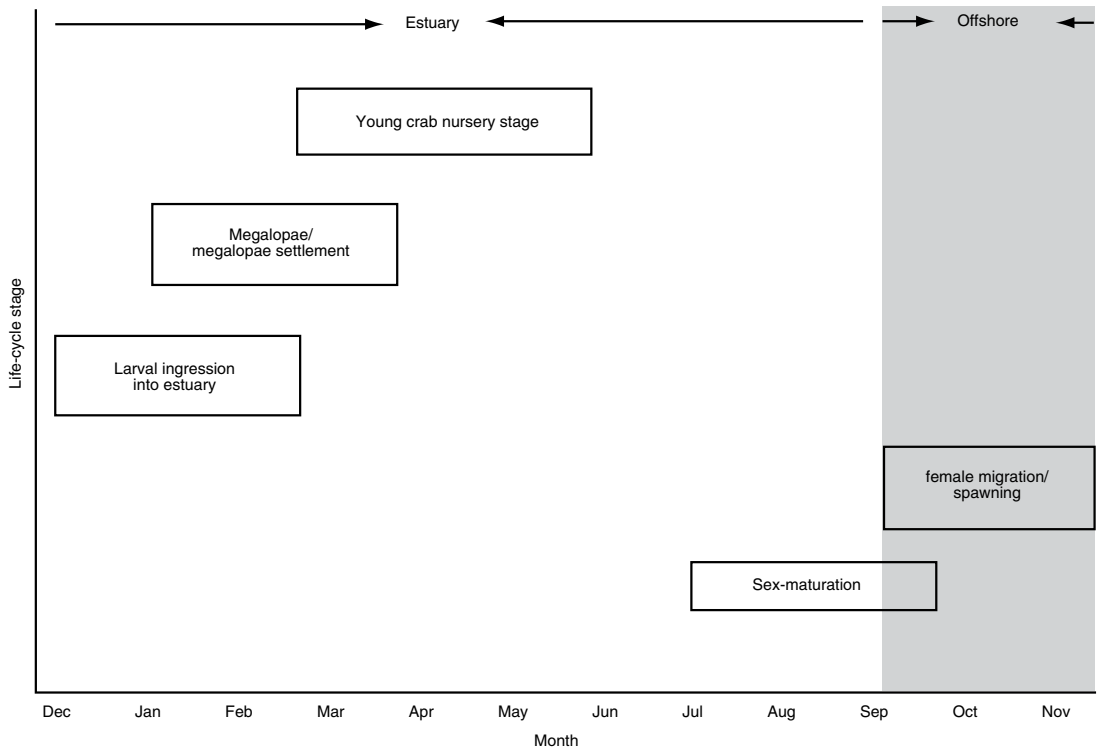 Estuary
Offshore
Young crab nursery stage
Megalopae/
megalopae settlement
Larval ingression
into estuary
female migration/
spawning
Sex-maturation
Life-cycle stage
Dec Jan Feb Mar Apr May Jun Jul Aug Sep Oct Nov
Month